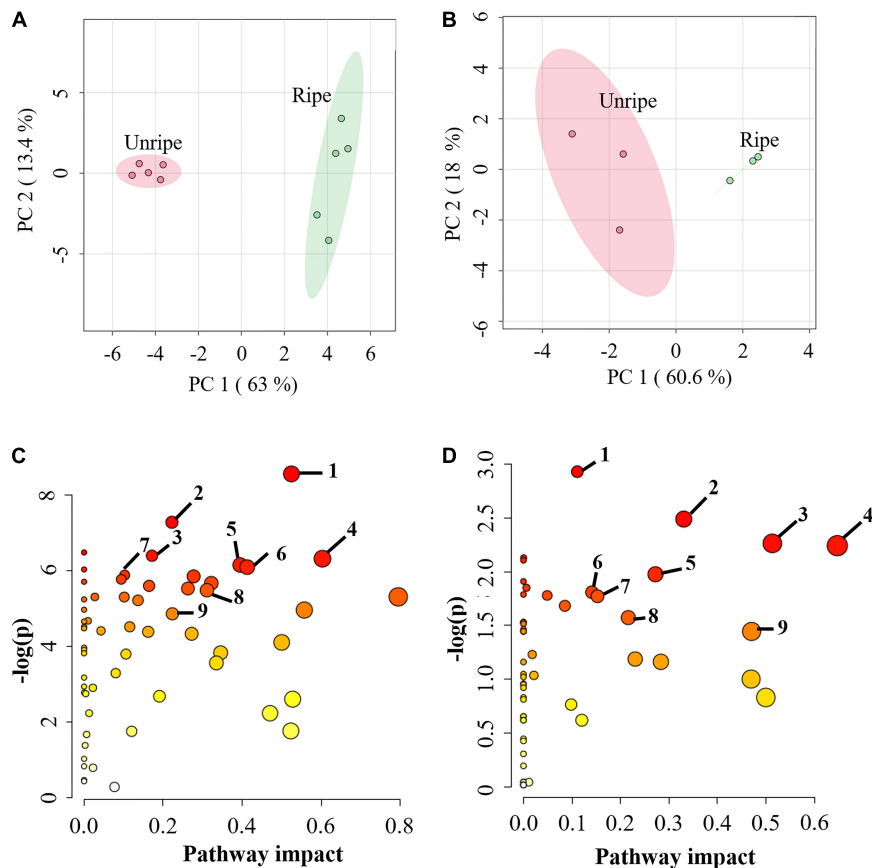 A
Unripe
Ripe
5
0
-5
PC 2 ( 13.4 %)
-6 -4 -2 0 2 4 6
PC 1 ( 63 %)
B
Unripe
Ripe
6
4
2
0
-2
-4
-6
PC 2 ( 18 %)
-4 -2 0 2 4
PC 1 ( 60.6 %)
C
1
2
3
4
5
6
7
8
9
8
6
4
2
0
-log(p)
0.0 0.2 0.4 0.6 0.8
Pathway impact
D
1
2
3
4
5
6
7
8
9
3.0
2.5
2.0
1.5
1.0
0.5
0
-log(p)
0.0 0.1 0.2 0.3 0.4 0.5 0.6
Pathway impact